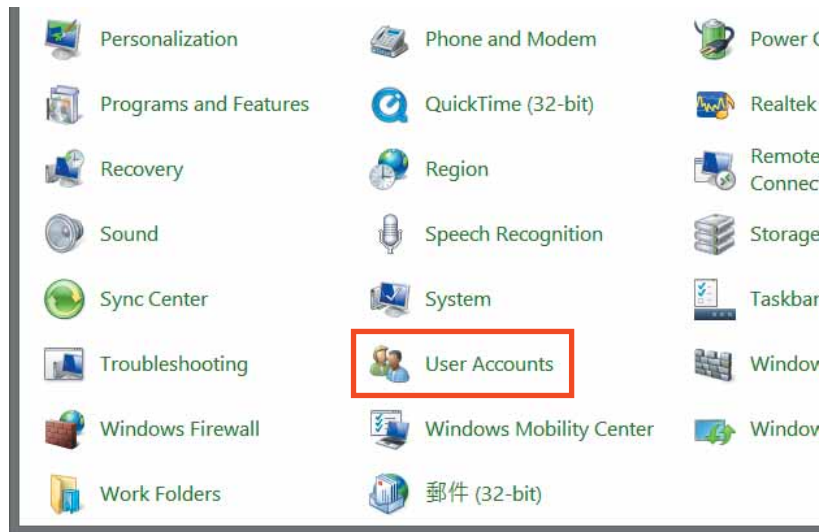 Personalization
Phone and Modem
Power
Programs and Features
QuickTime (32-bit)
Realtek
Recovery
Region
Remote
Connec
Sound
Speech Recognition
Storage
Sync Center
System
Taskbar
Troubleshooting
User Accounts
Window
Windows Firewall
Windows Mobility Center
Window
Work Folders
郵件 (32-bit)